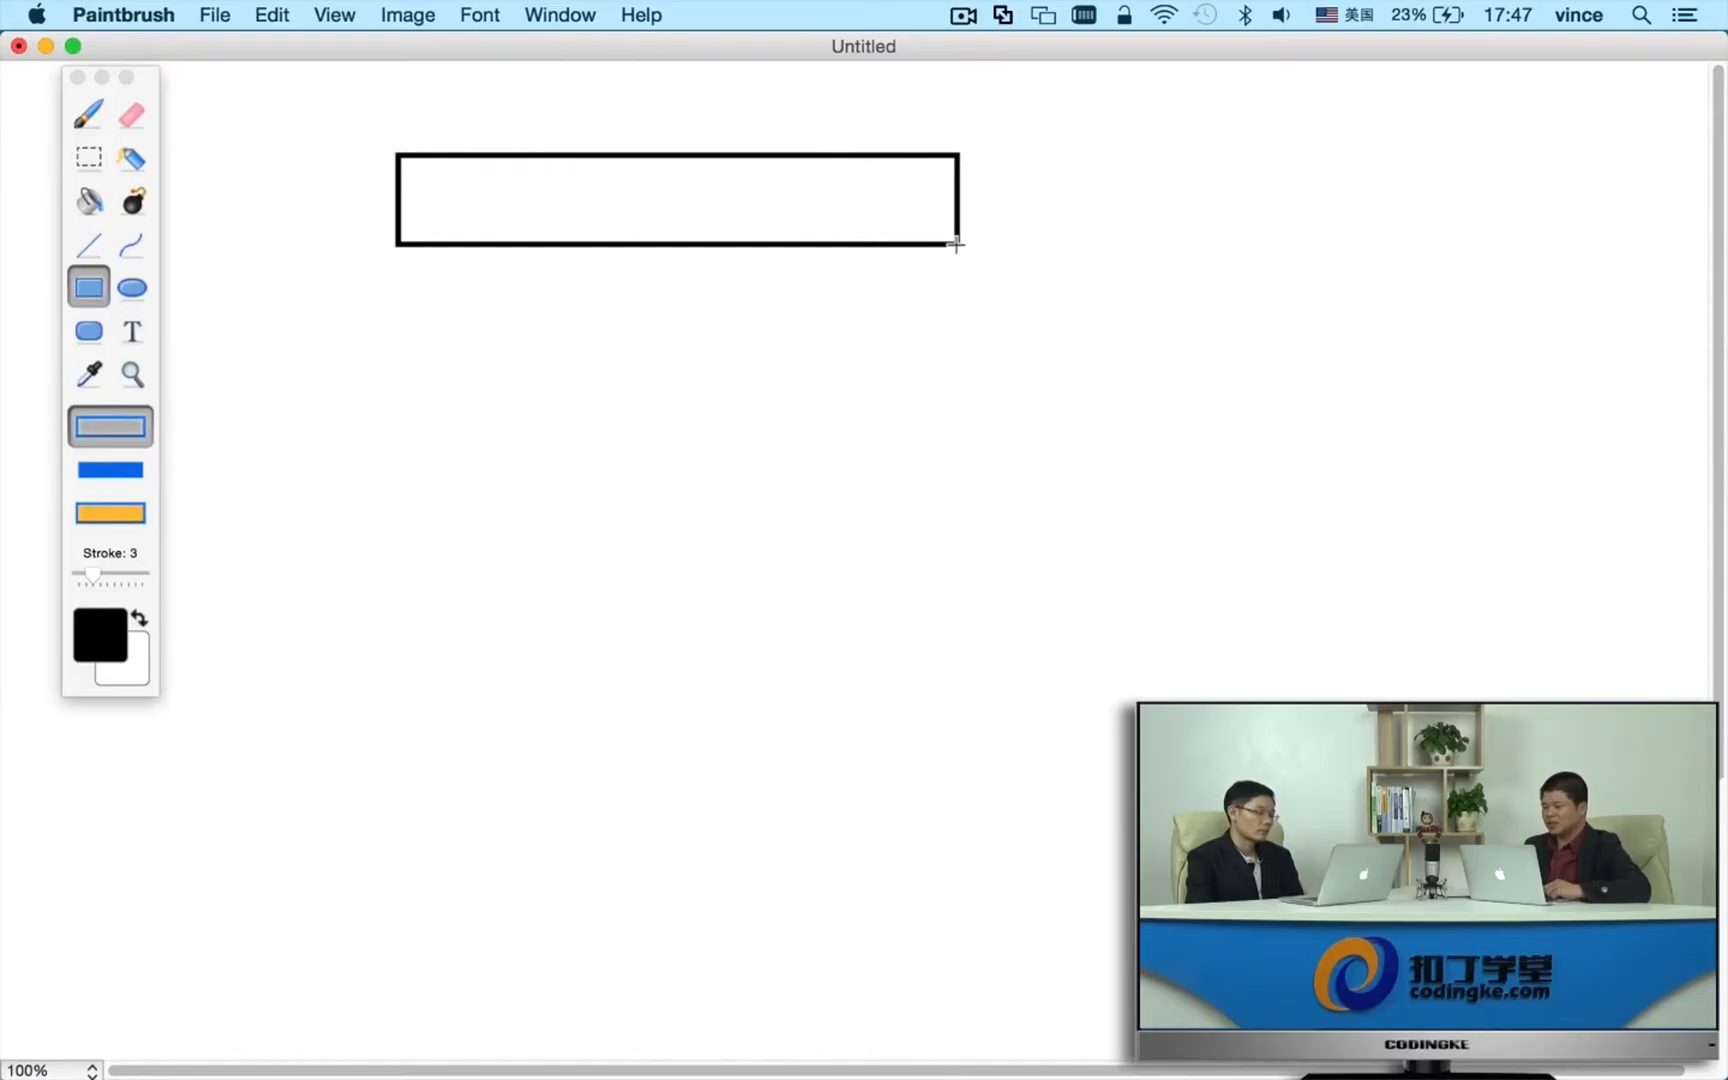 Paintbrush File Edit View Image Font Window Help 美国 23% 17:47 vince
Untitled
T
Stroke: 3
扣丁学堂
codingke.com
CODINGKE
100%